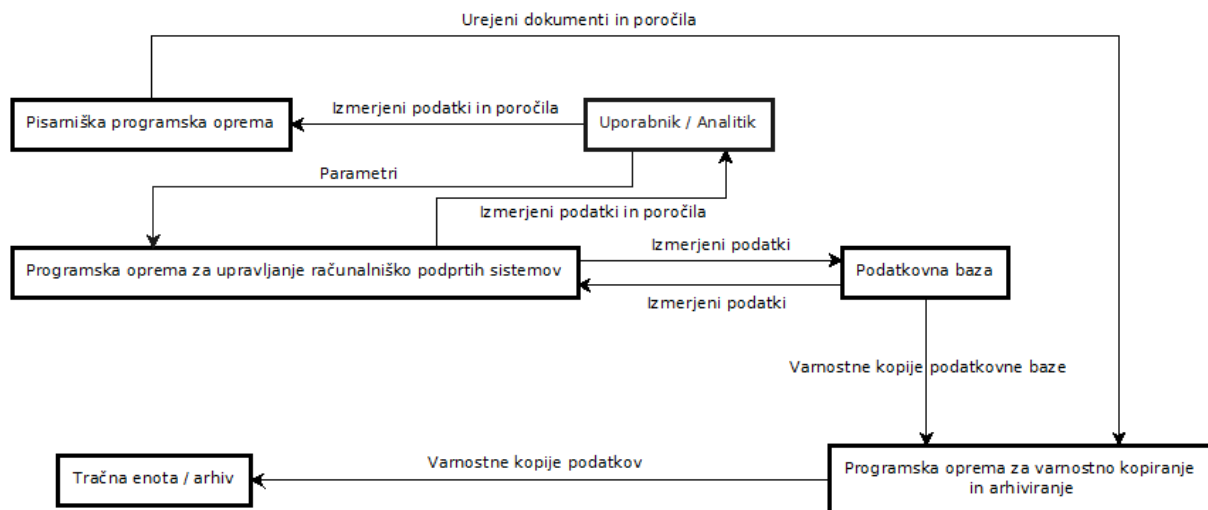 Urejeni dokumenti in poročila
Pisarniška programska oprema
Izmerjeni podatki in poročila
Uporabnik / Analitik
Parametri
Izmerjeni podatki in poročila
Programska oprema za upravljanje računalniško podprtih sistemov
Izmerjeni podatki
Podatkovna baza
Izmerjeni podatki
Varnostne kopije podatkovne baze
Tračna enota / arhiv
Varnostne kopije podatkov
Programska oprema za varnostno kopiranje
in arhiviranje